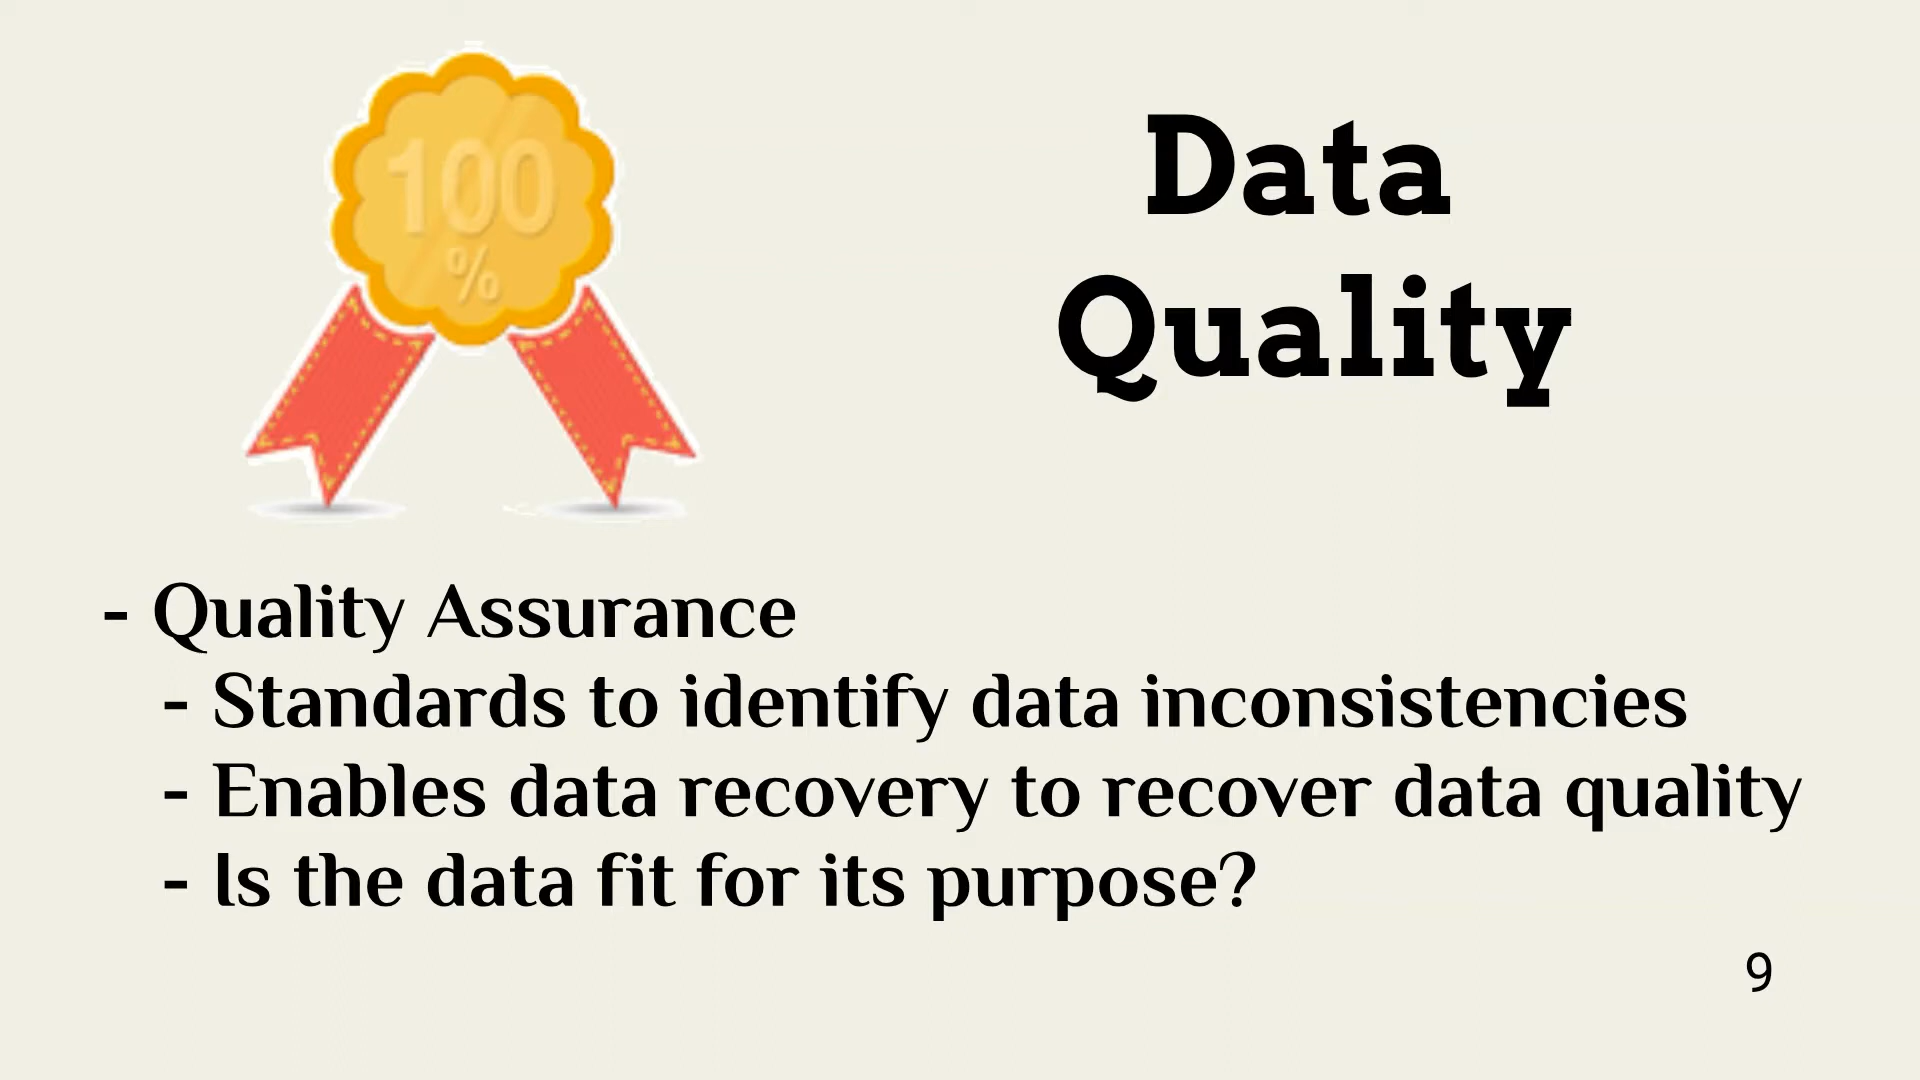 100
%
Data
Quality
- Quality Assurance
- Standards to identify data inconsistencies
- Enables data recovery to recover data quality
- Is the data fit for its purpose?
9